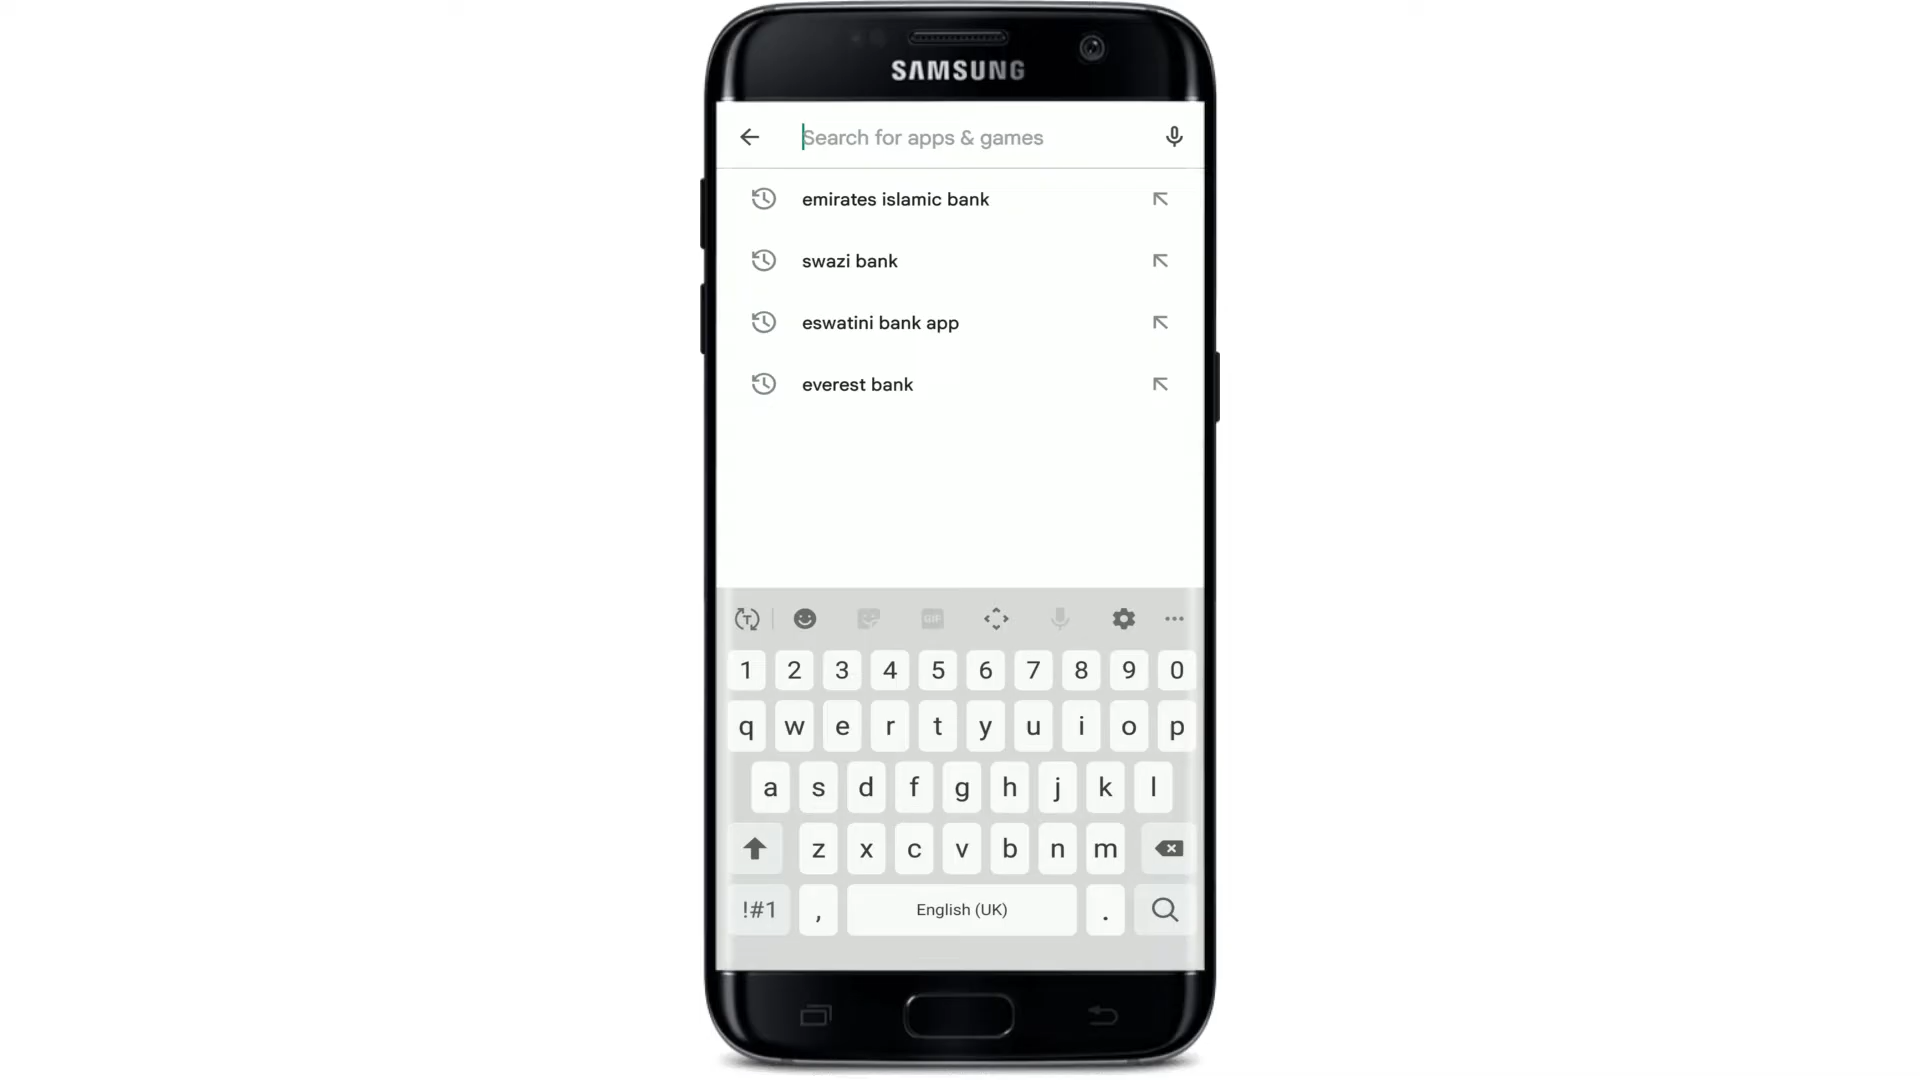 SAMSUNG
Search for apps & games
emirates islamic bank
swazi bank
eswatini bank app
everest bank
T GIF
1 2 3 4 5 6 7 8 9 0
q w e r t y u i o p
a s d f g h j k l
z x c v b n m
!#1 , English (UK) .